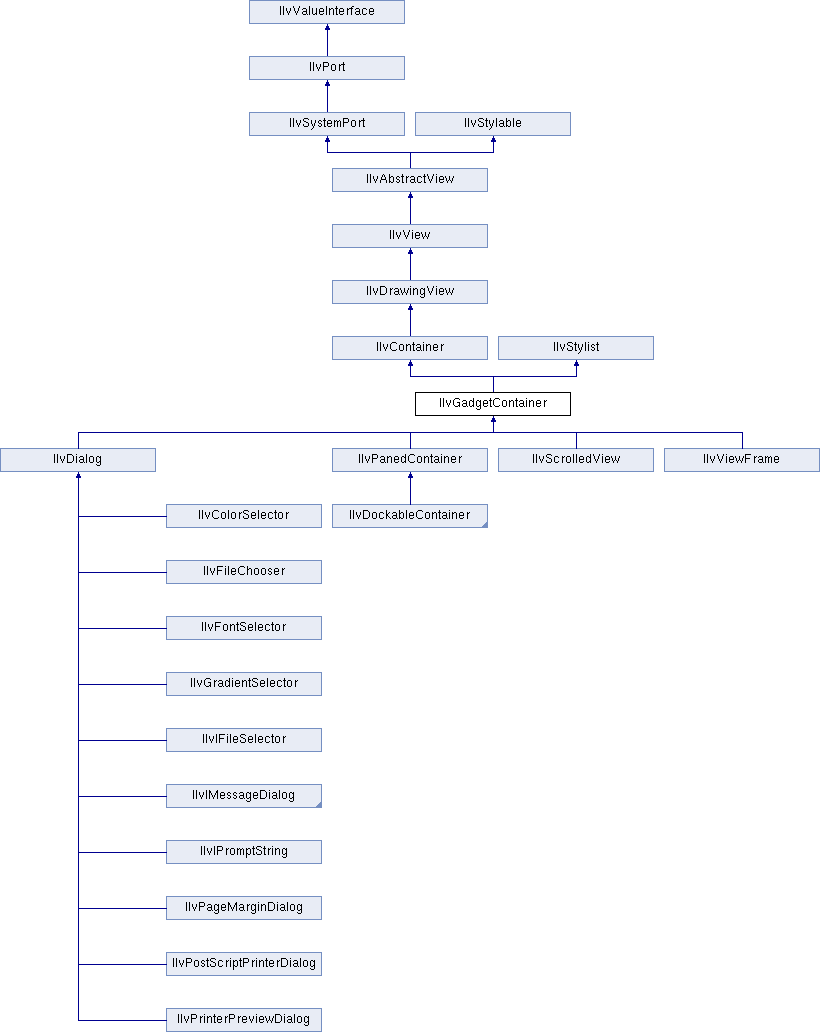 IlvValueInterface
IlvPort
IlvSystemPort
IlvStylable
IlvAbstractView
IlvView
IlvDrawingView
IlvContainer
IlvStylist
IlvGadgetContainer
IlvDialog
IlvPanedContainer
IlvScrolledView
IlvViewFrame
IlvColorSelector
IlvDockableContainer
IlvFileChooser
IlvFontSelector
IlvGradientSelector
IlvIFileSelector
IlvIMessageDialog
IlvIPromptString
IlvPageMarginDialog
IlvPostScriptPrinterDialog
IlvPrinterPreviewDialog